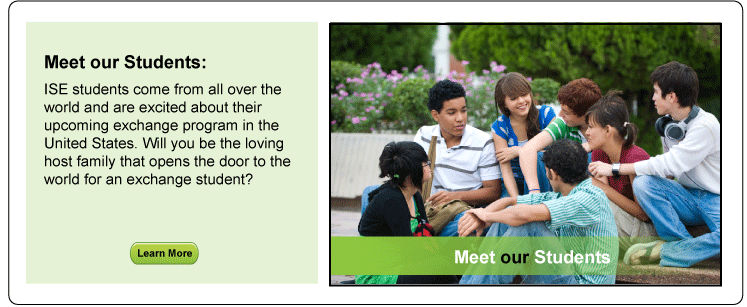 Meet our Students:
ISE students come from all over the
world and are excited about their
upcoming exchange program in the
United States. Will you be the loving
host family that opens the door to the
world for an exchange student?
Learn More
Meet our Students